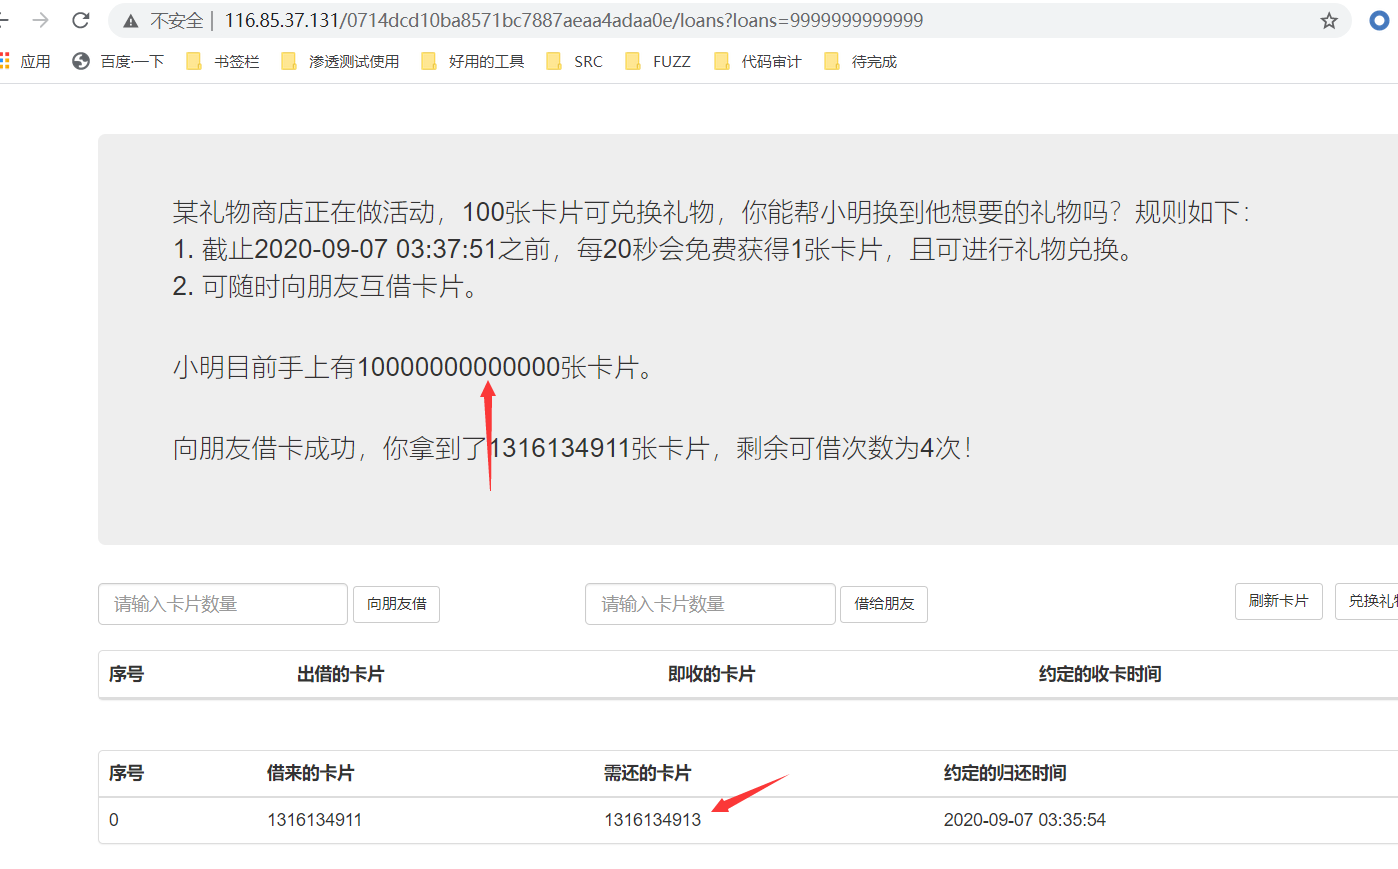 不安全 | 116.85.37.131/0714dcd10ba8571bc7887aeaa4adaa0e/loans?loans=9999999999999
应用 百度一下 书签栏 渗透测试使用 好用的工具 SRC FUZZ 代码审计 待完成
某礼物商店正在做活动，100张卡片可兑换礼物，你能帮小明换到他想要的礼物吗？规则如下：
1. 截止2020-09-07 03:37:51之前，每20秒会免费获得1张卡片，且可进行礼物兑换。
2. 可随时向朋友互借卡片。
小明目前手上有10000000000000张卡片。
向朋友借卡成功，你拿到了1316134911张卡片，剩余可借次数为4次！
请输入卡片数量 向朋友借 请输入卡片数量 借给朋友 刷新卡片 兑换礼
序号 出借的卡片 即收的卡片 约定的收卡时间
序号 借来的卡片 需还的卡片 约定的归还时间
0 1316134911 1316134913 2020-09-07 03:35:54